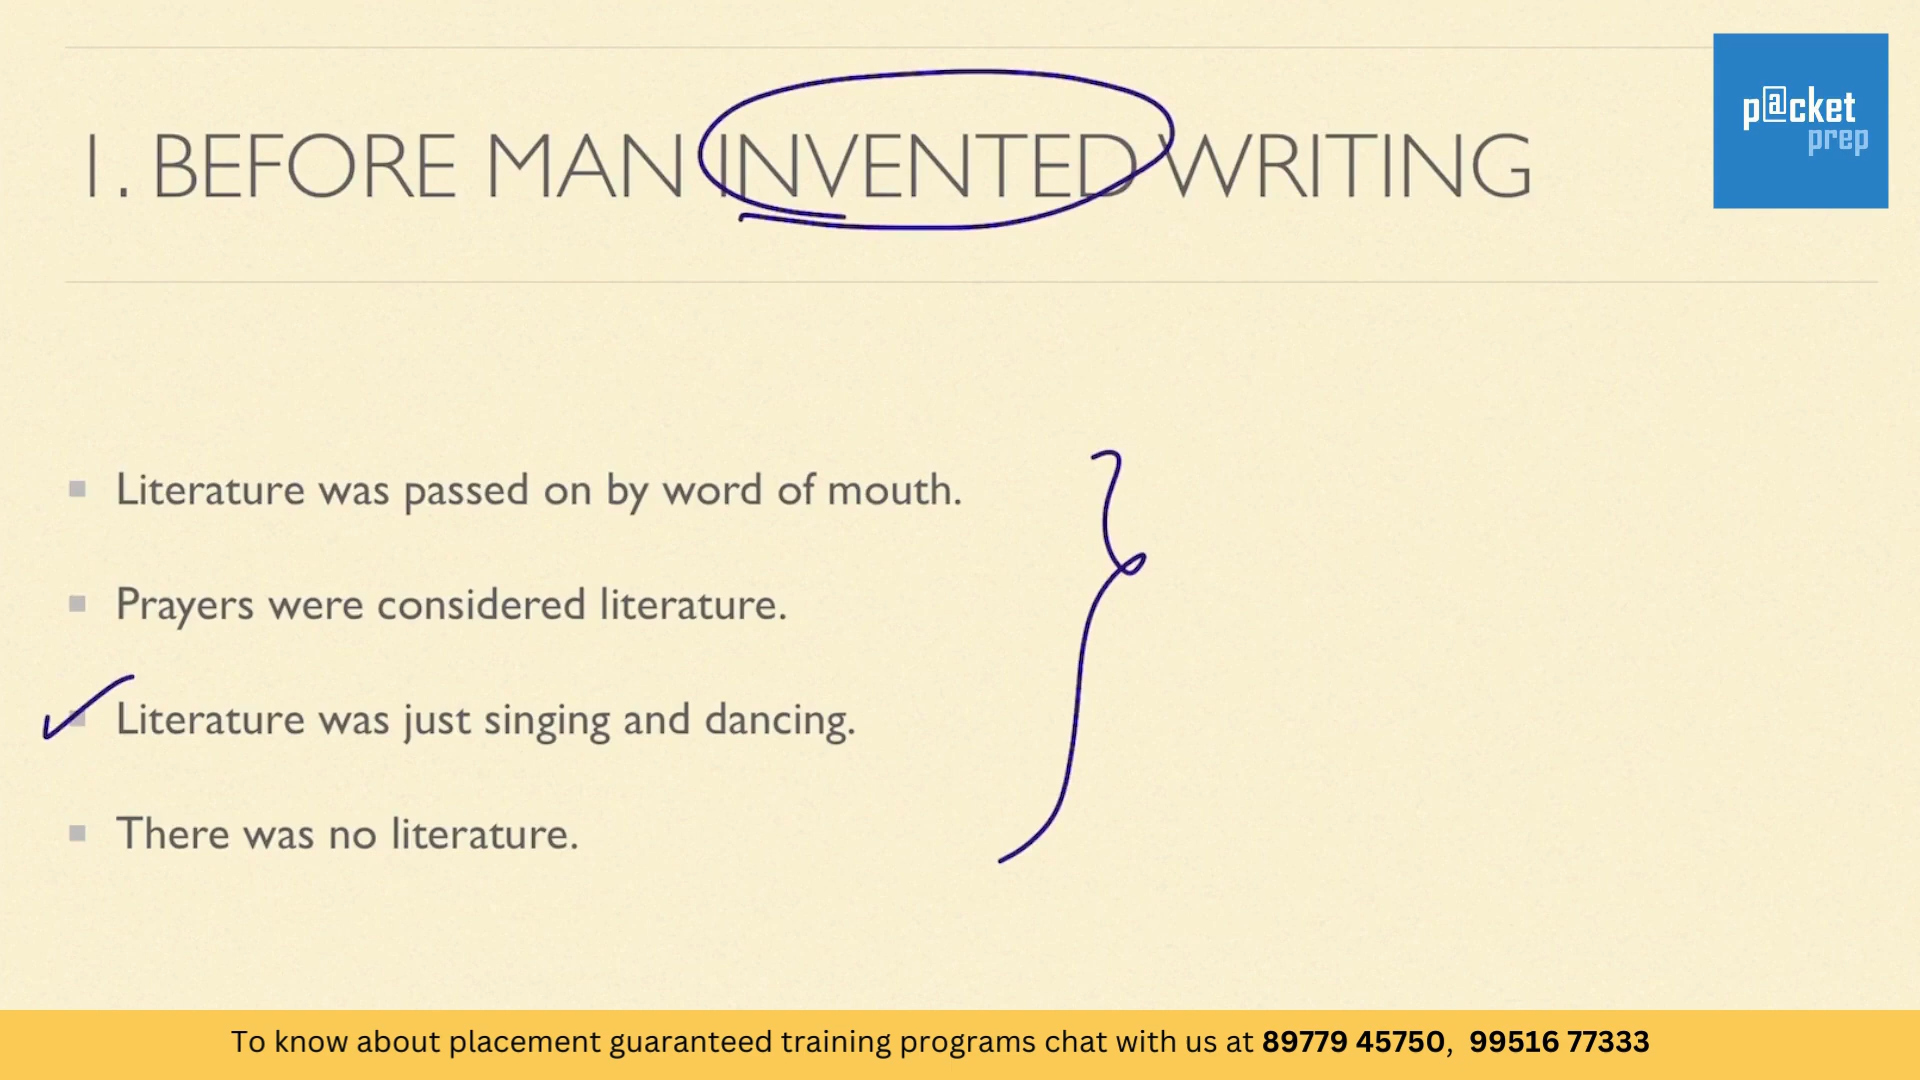 1. BEFORE MAN INVENTED WRITING
p@cket
prep
Literature was passed on by word of mouth.
Prayers were considered literature.
Literature was just singing and dancing.
There was no literature.
To know about placement guaranteed training programs chat with us at 89779 45750, 99516 77333